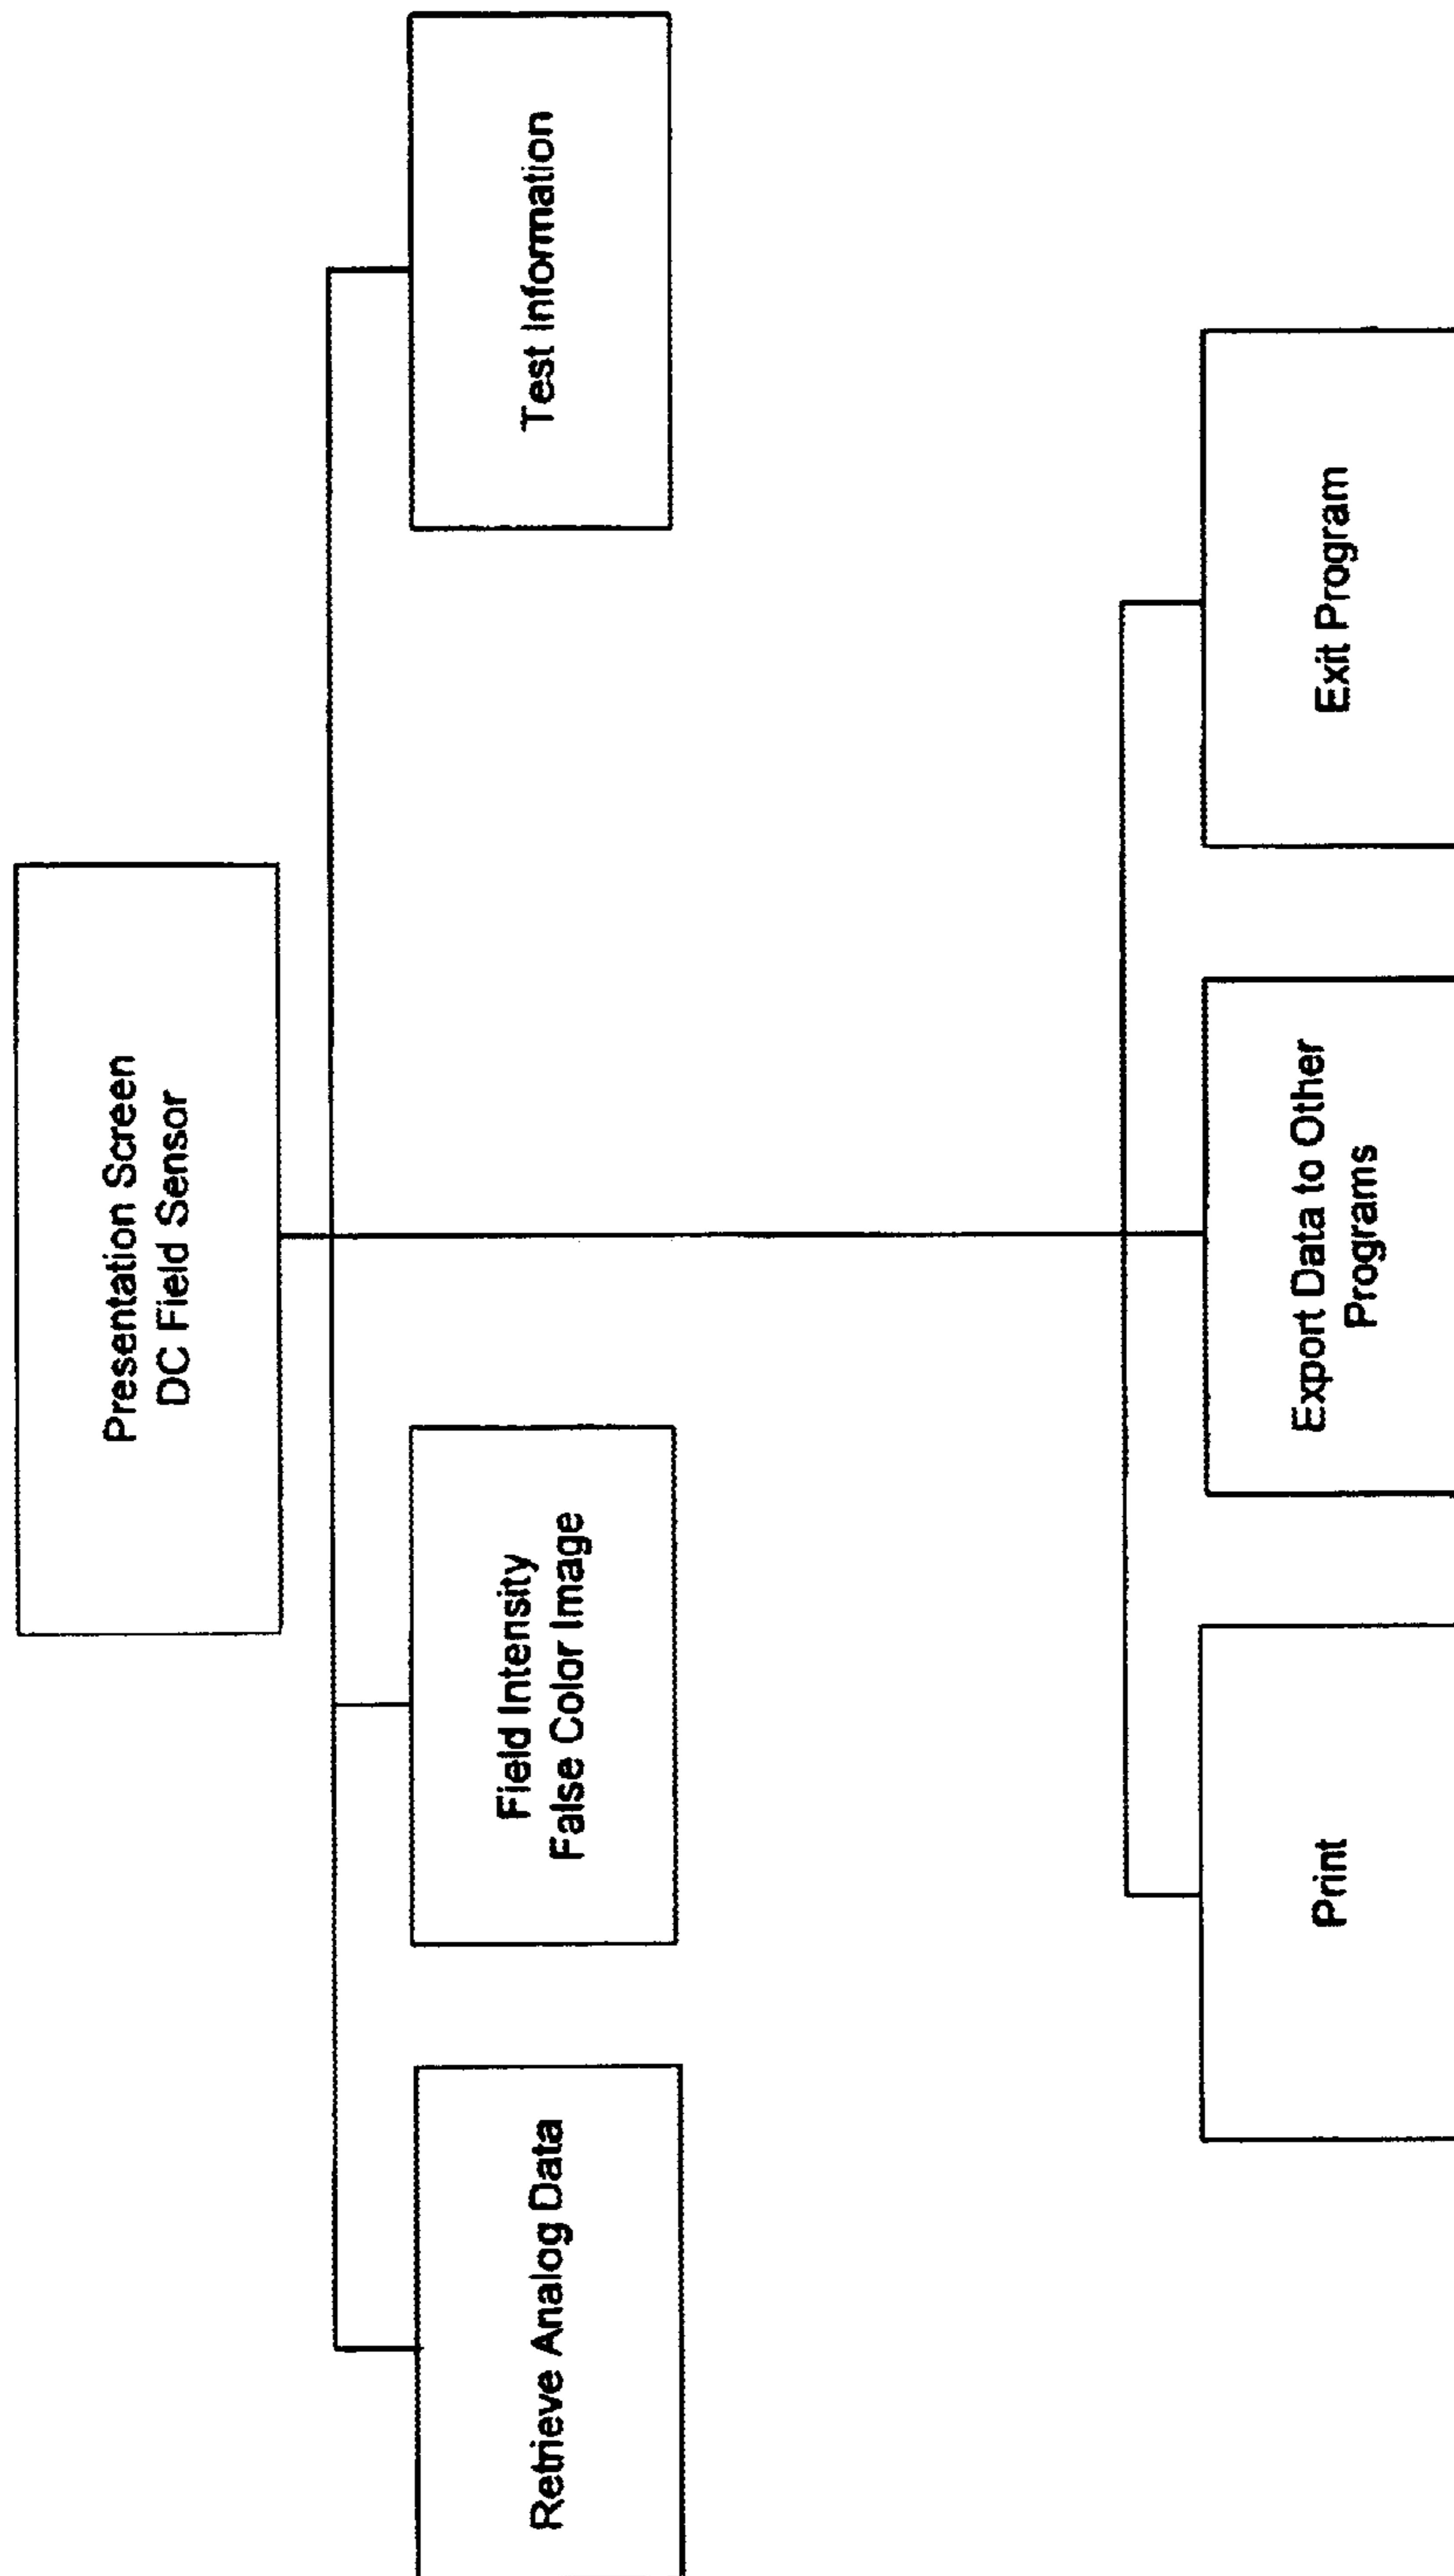 Presentation Screen
DC Field Sensor
Retrieve Analog Data
Field Intensity
False Color Image
Test Information
Print
Export Data to Other
Programs
Exit Program